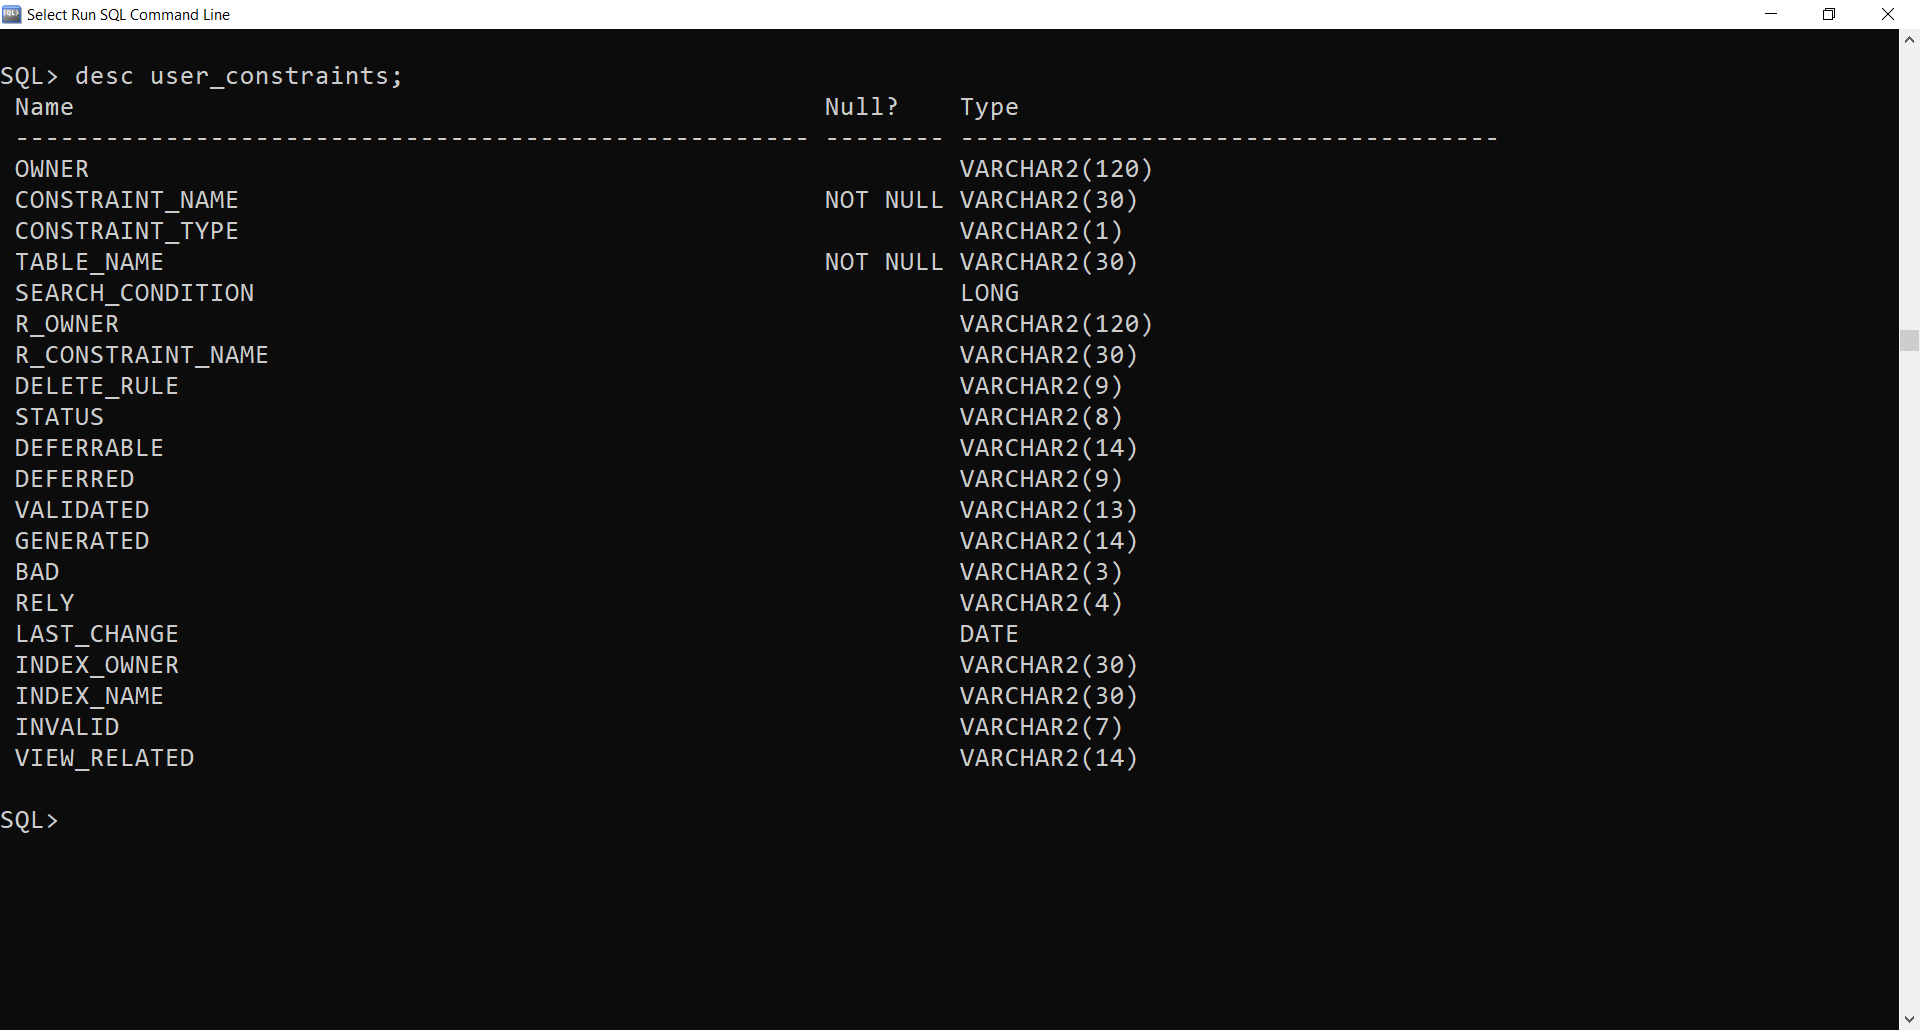 Select Run SQL Command Line
SQL> desc user_constraints;
Name Null? Type
----------------------------------------------------- -------- ------------------------------------
OWNER VARCHAR2(120)
CONSTRAINT_NAME NOT NULL VARCHAR2(30)
CONSTRAINT_TYPE VARCHAR2(1)
TABLE_NAME NOT NULL VARCHAR2(30)
SEARCH_CONDITION LONG
R_OWNER VARCHAR2(120)
R_CONSTRAINT_NAME VARCHAR2(30)
DELETE_RULE VARCHAR2(9)
STATUS VARCHAR2(8)
DEFERRABLE VARCHAR2(14)
DEFERRED VARCHAR2(9)
VALIDATED VARCHAR2(13)
GENERATED VARCHAR2(14)
BAD VARCHAR2(3)
RELY VARCHAR2(4)
LAST_CHANGE DATE
INDEX_OWNER VARCHAR2(30)
INDEX_NAME VARCHAR2(30)
INVALID VARCHAR2(7)
VIEW_RELATED VARCHAR2(14)
SQL>